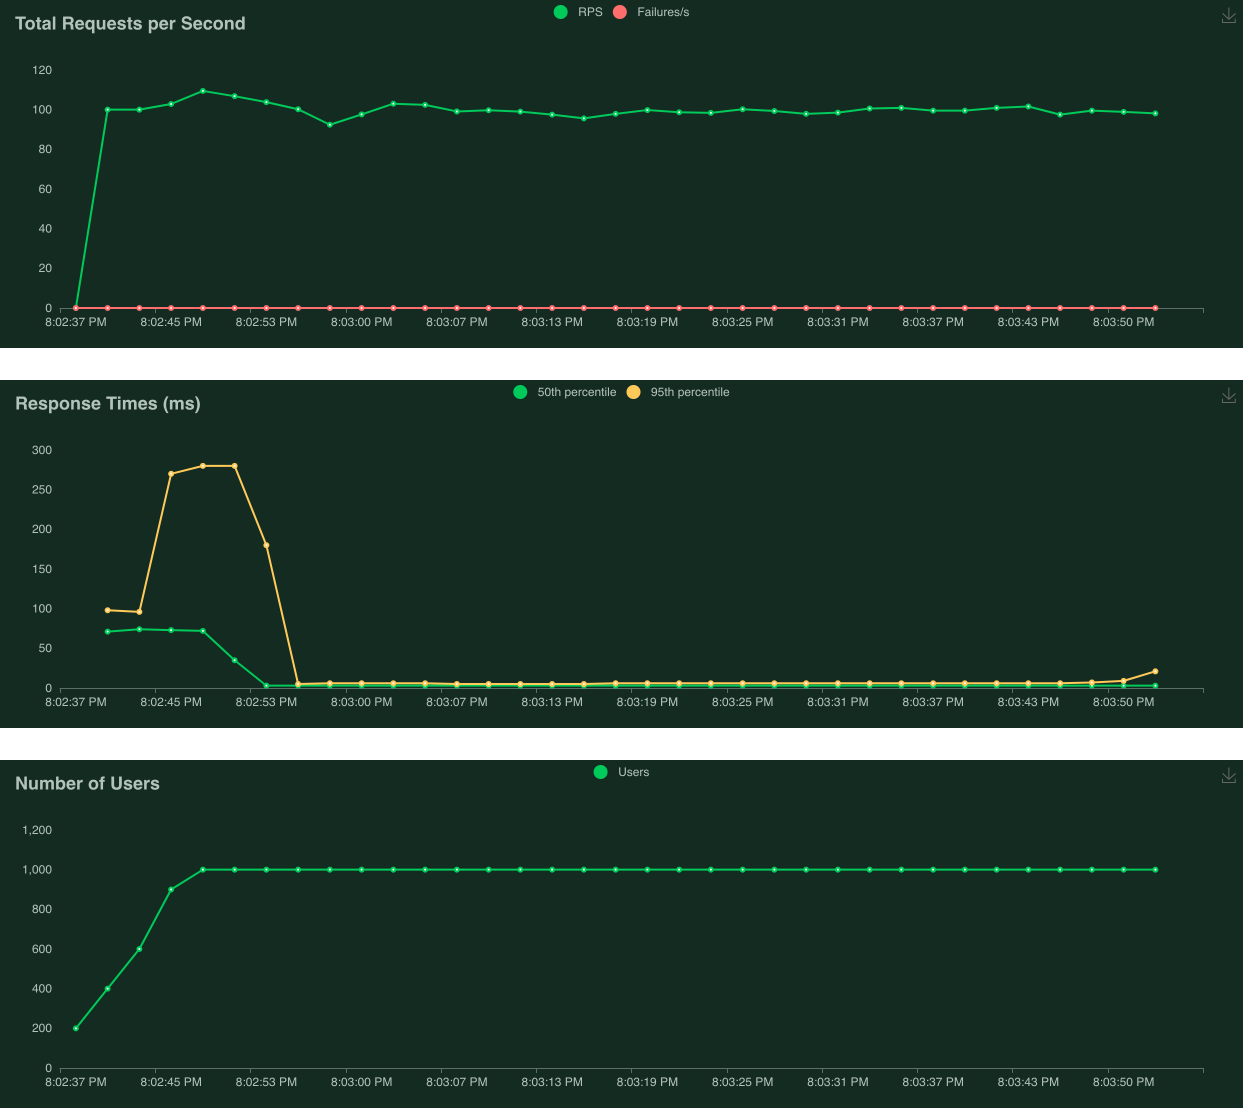 Total Requests per Second
RPS Failures/s
120
100
80
60
40
20
0
8:02:37 PM 8:02:45 PM 8:02:53 PM 8:03:00 PM 8:03:07 PM 8:03:13 PM 8:03:19 PM 8:03:25 PM 8:03:31 PM 8:03:37 PM 8:03:43 PM 8:03:50 PM
Response Times (ms)
50th percentile 95th percentile
300
250
200
150
100
50
0
8:02:37 PM 8:02:45 PM 8:02:53 PM 8:03:00 PM 8:03:07 PM 8:03:13 PM 8:03:19 PM 8:03:25 PM 8:03:31 PM 8:03:37 PM 8:03:43 PM 8:03:50 PM
Number of Users
Users
1,200
1,000
800
600
400
200
0
8:02:37 PM 8:02:45 PM 8:02:53 PM 8:03:00 PM 8:03:07 PM 8:03:13 PM 8:03:19 PM 8:03:25 PM 8:03:31 PM 8:03:37 PM 8:03:43 PM 8:03:50 PM